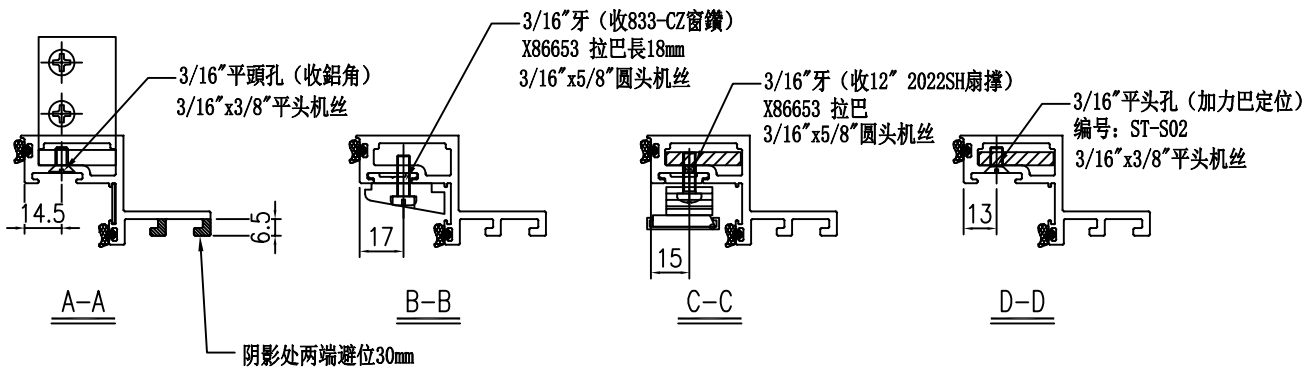 3/16"平頭孔（收鋁角）
3/16"x3/8"平头机丝
14.5
6.5
A-A
阴影处两端避位30mm
3/16"牙（收833-CZ窗鑽）
X86653 拉巴長18mm
3/16"x5/8"圆头机丝
17
B-B
3/16"牙（收12" 2022SH扇撑）
X86653 拉巴
3/16"x5/8"圆头机丝
15
C-C
3/16"平头孔（加力巴定位）
编号: ST-S02
3/16"x3/8"平头机丝
13
D-D